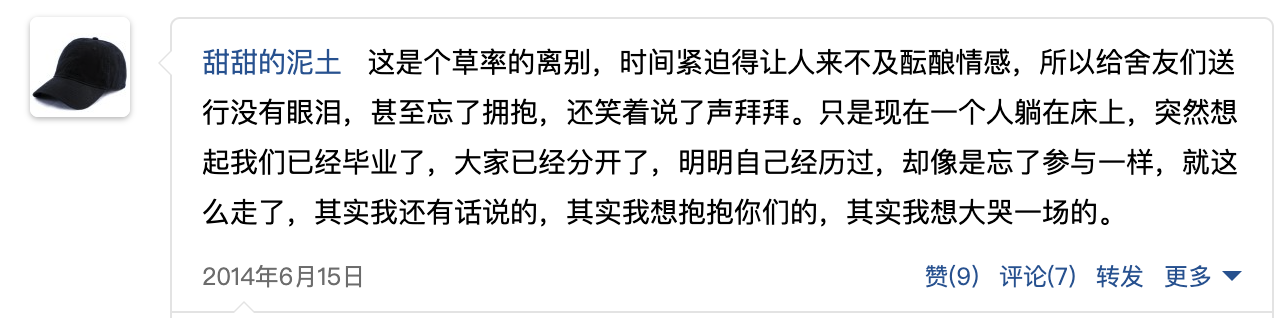 甜甜的泥土 这是个草率的离别，时间紧迫得让人来不及酝酿情感，所以给舍友们送
行没有眼泪，甚至忘了拥抱，还笑着说了声拜拜。只是现在一个人躺在床上，突然想
起我们已经毕业了，大家已经分开了，明明自己经历过，却像是忘了参与一样，就这
么走了，其实我还有话说的，其实我想抱抱你们的，其实我想大哭一场的。
2014年6月15日 赞(9) 评论(7) 转发 更多